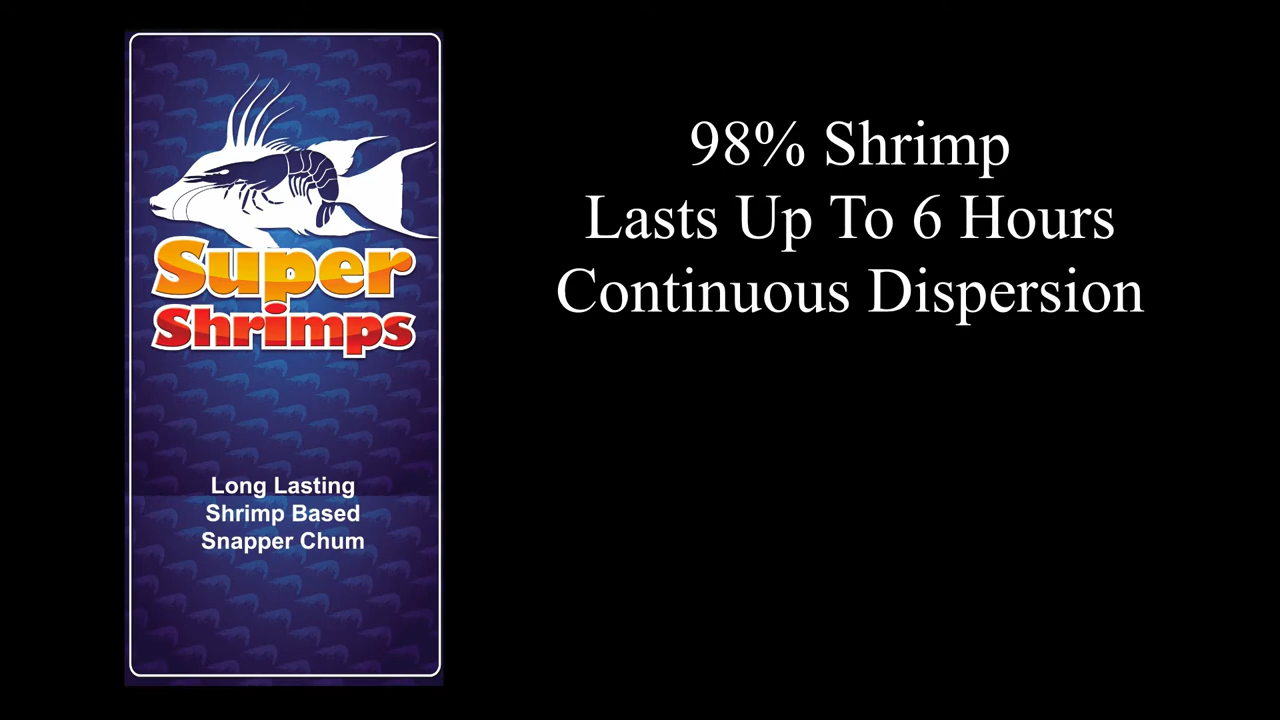 Super
Shrimps
Long Lasting
Shrimp Based
Snapper Chum
98% Shrimp
Lasts Up To 6 Hours
Continuous Dispersion